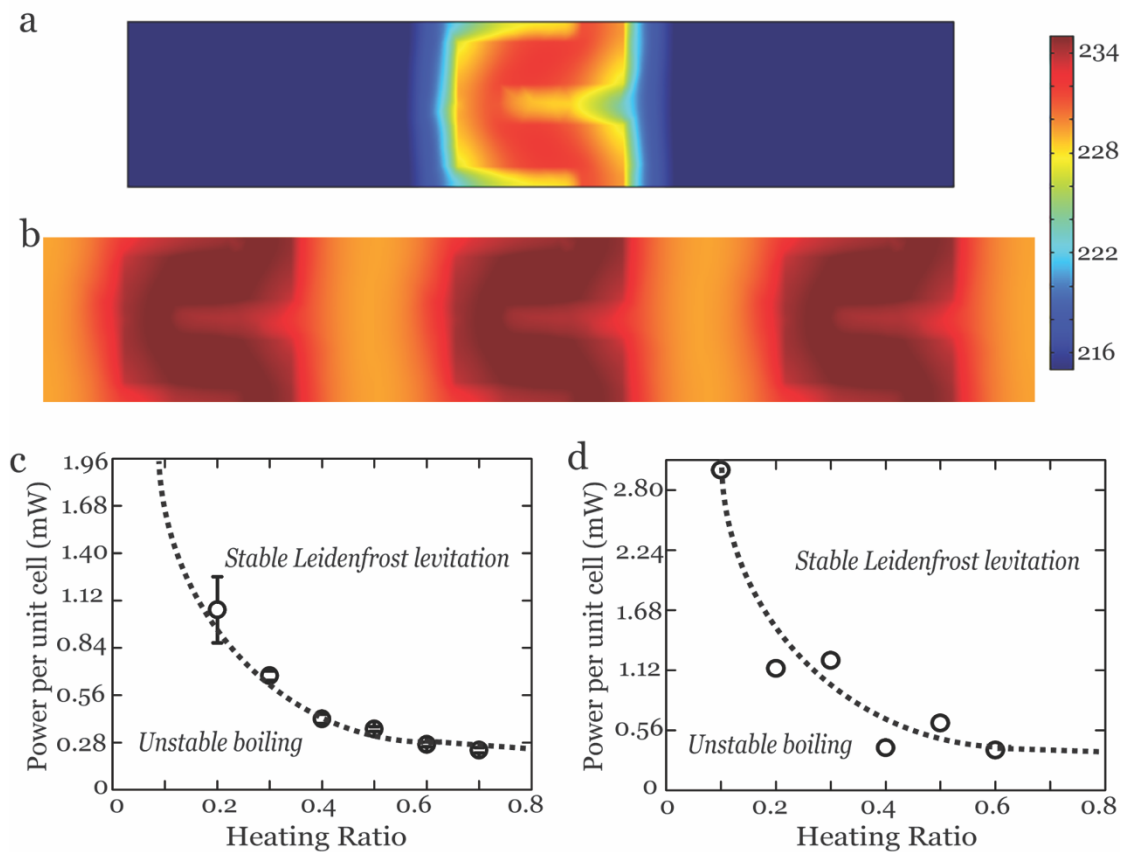 a
234
228
222
216
b
c
Power per unit cell (mW)
1.96
1.68
1.40
1.12
0.84
0.56
0.28
0
Stable Leidenfrost levitation
Unstable boiling
0 0.2 0.4 0.6 0.8
Heating Ratio
d
Power per unit cell (mW)
2.80
2.24
1.68
1.12
0.56
0
Stable Leidenfrost levitation
Unstable boiling
0 0.2 0.4 0.6 0.8
Heating Ratio